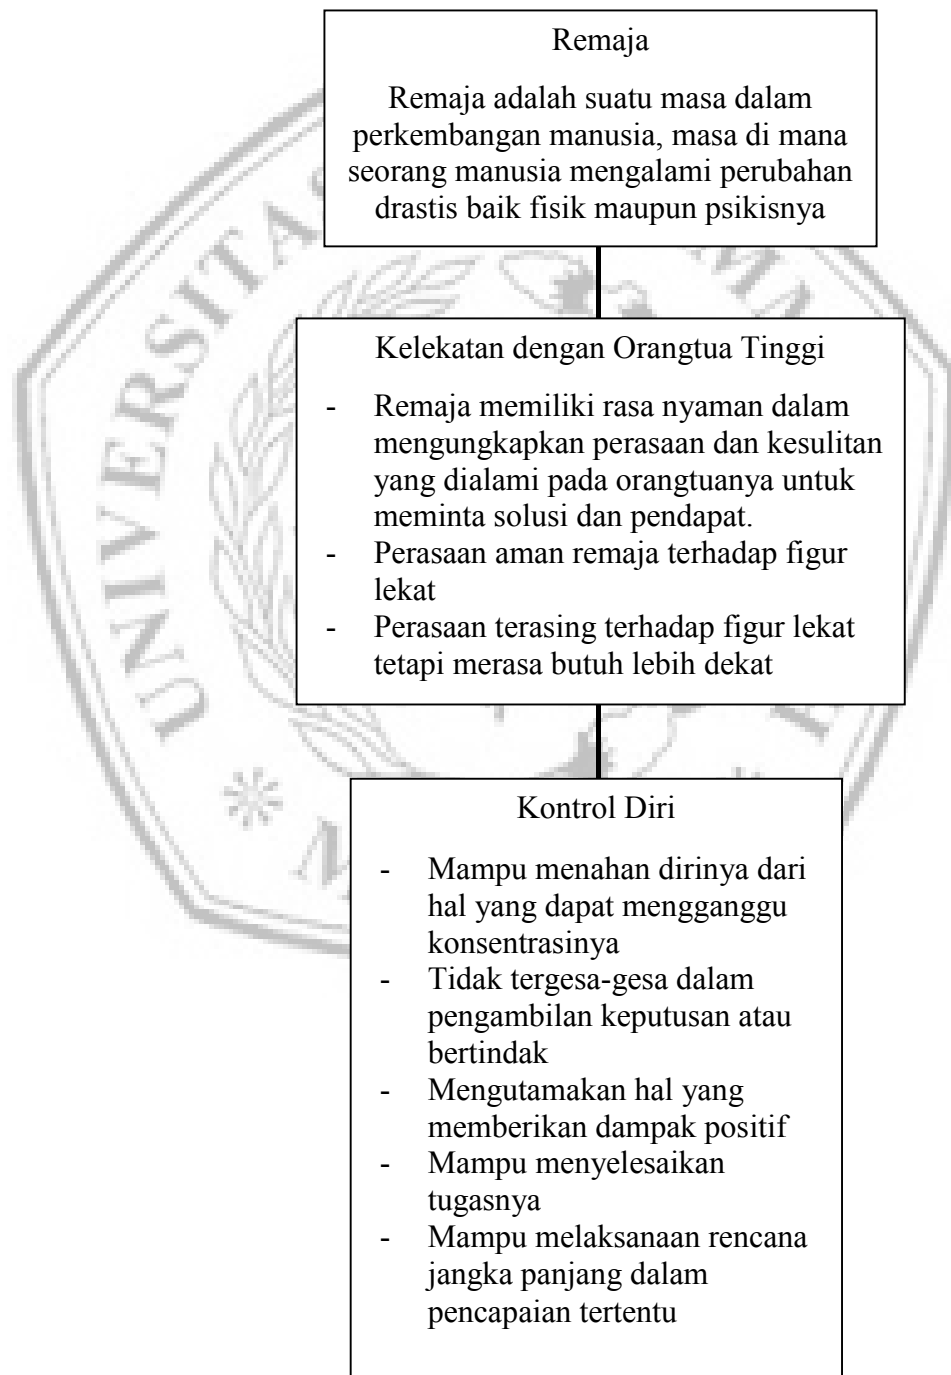 Remaja
Remaja adalah suatu masa dalam
perkembangan manusia, masa di mana
seorang manusia mengalami perubahan
drastis baik fisik maupun psikisnya
Kelekatan dengan Orangtua Tinggi
- Remaja memiliki rasa nyaman dalam
mengungkapkan perasaan dan kesulitan
yang dialami pada orangtuanya untuk
meminta solusi dan pendapat.
- Perasaan aman remaja terhadap figur
lekat
- Perasaan terasing terhadap figur lekat
tetapi merasa butuh lebih dekat
Kontrol Diri
- Mampu menahan dirinya dari
hal yang dapat mengganggu
konsentrasinya
- Tidak tergesa-gesa dalam
pengambilan keputusan atau
bertindak
- Mengutamakan hal yang
memberikan dampak positif
- Mampu menyelesaikan
tugasnya
- Mampu melaksanaan rencana
jangka panjang dalam
pencapaian tertentu
UNIVERSITAS